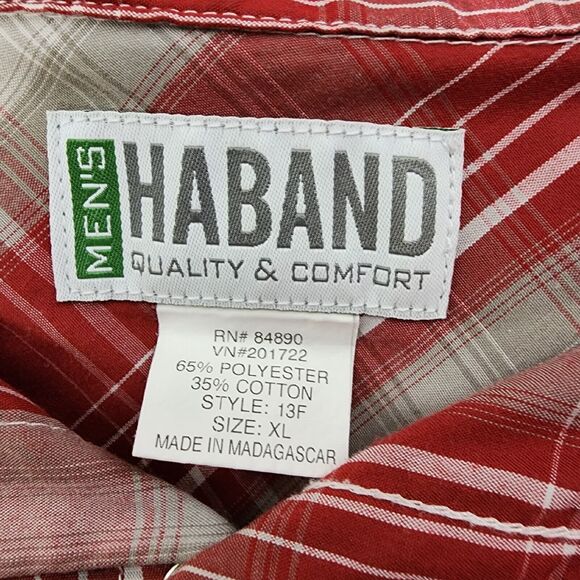 MEN'S
HABAND
QUALITY & COMFORT
RN# 84890
VN#201722
65% POLYESTER
35% COTTON
STYLE: 13F
SIZE: XL
MADE IN MADAGASCAR